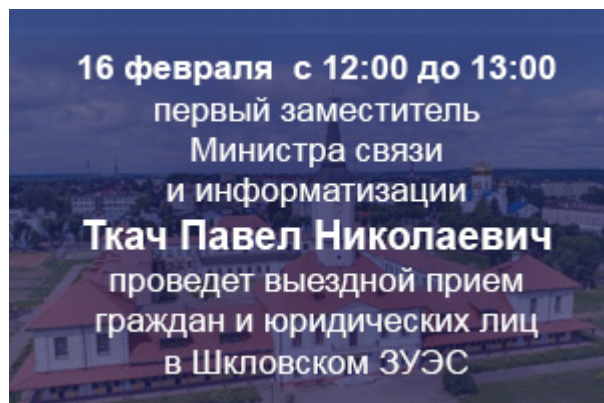 16 февраля с 12:00 до 13:00
первый заместитель
Министра связи
и информатизации
Ткач Павел Николаевич
проведет выездной прием
граждан и юридических лиц
в Шкловском ЗУЭС